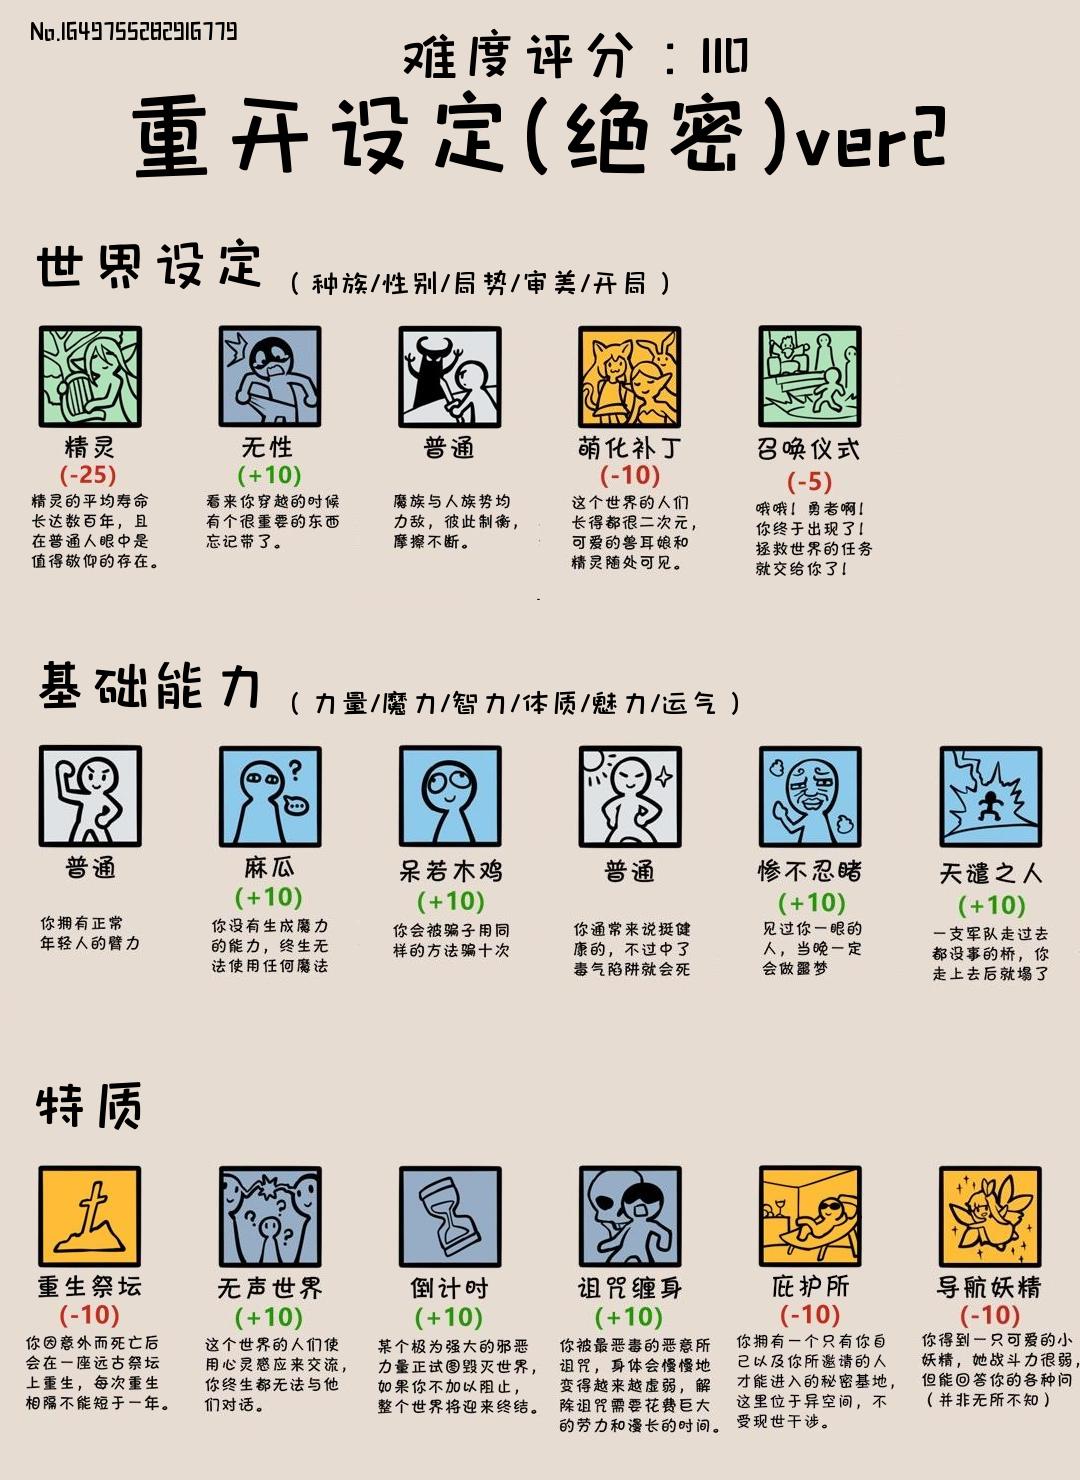 No.1649755282916779
难度评分：110
重开设定(绝密)ver2
世界设定
（种族/性别/局势/审美/开局）
精灵
(-25)
精灵的平均寿命
长达数百年，且
在普通人眼中是
值得敬仰的存在。
无性
(+10)
看来你穿越的时候
有个很重要的东西
忘记带了。
普通
魔族与人族势均
力敌，彼此制衡，
摩擦不断。
萌化补丁
(-10)
这个世界的人们
长得都很二次元，
可爱的兽耳娘和
精灵随处可见。
召唤仪式
(-5)
哦哦！勇者啊！
你终于出现了！
拯救世界的任务
就交给你了！
基础能力
（力量/魔力/智力/体质/魅力/运气）
普通
你拥有正常
年轻人的臂力
麻瓜
(+10)
你没有生成魔力
的能力，终生无
法使用任何魔法
呆若木鸡
(+10)
你会被骗子用同
样的方法骗十次
普通
你通常来说挺健
康的，不过中了
毒气陷阱就会死
惨不忍睹
(+10)
见过你一眼的
人，当晚一定
会做噩梦
天谴之人
(+10)
一支军队走过去
都没事的桥，你
走上去后就塌了
特质
重生祭坛
(-10)
你因意外而死亡后
会在一座远古祭坛
上重生，每次重生
相隔不能短于一年。
无声世界
(+10)
这个世界的人们使
用心灵感应来交流，
你终生都无法与他
们对话。
倒计时
(+10)
某个极为强大的邪恶
力量正试图毁灭世界，
如果你不加以阻止，
整个世界将迎来终结。
诅咒缠身
(+10)
你被最恶毒的恶意所
诅咒，身体会慢慢地
变得越来越虚弱，解
除诅咒需要花费巨大
的劳力和漫长的时间。
庇护所
(-10)
你拥有一个只有你自
己以及你所邀请的人
才能进入的秘密基地，
这里位于异空间，不
受现世干涉。
导航妖精
(-10)
你得到一只可爱的小
妖精，她战斗力很弱，
但能回答你的各种问
（并非无所不知）